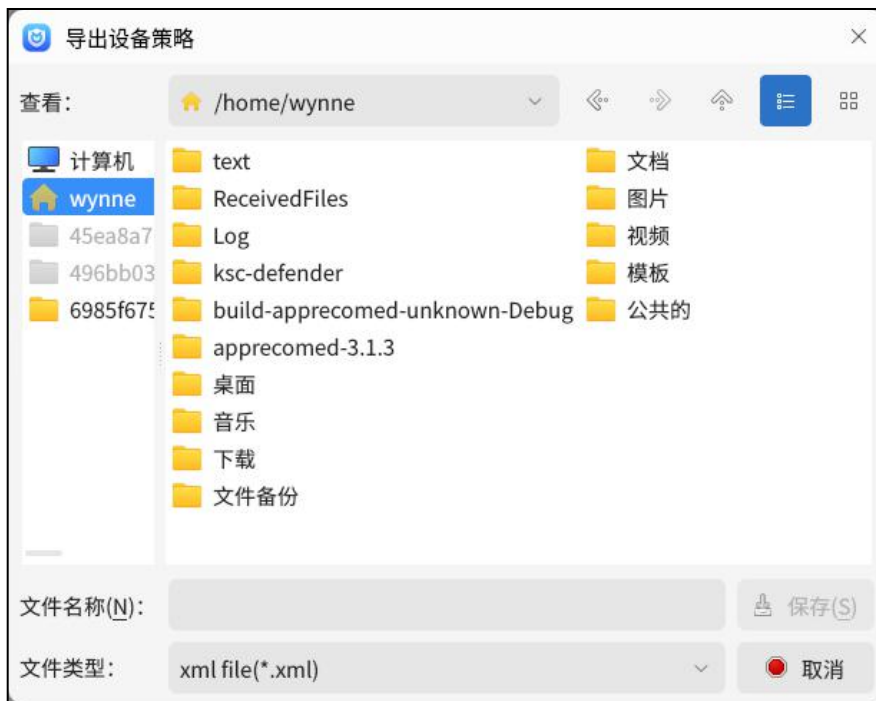 导出设备策略
查看：
/home/wynne
计算机
wynne
45ea8a7
496bb03
6985f675
text
ReceivedFiles
Log
ksc-defender
build-apprecomed-unknown-Debug
apprecomed-3.1.3
桌面
音乐
下载
文件备份
文档
图片
视频
模板
公共的
文件名称(N)：
保存(S)
文件类型：
xml file(*.xml)
取消